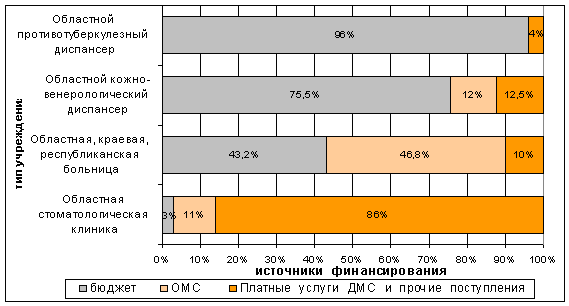 Областной
противотуберкулезный
диспансер
96%
4%
Областной кожно-
венерологический
диспансер
75,5%
12%
12,5%
Областная, краевая,
республиканская
больница
43,2%
46,8%
10%
Областная
стоматологическая
клиника
3%
11%
86%
тип учреждени
0% 10% 20% 30% 40% 50% 60% 70% 80% 90% 100%
источники финансирования
бюджет ОМС Платные услуги ДМС и прочие поступления